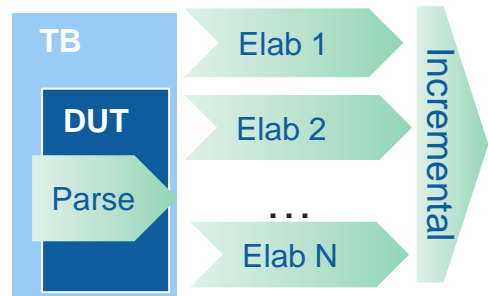 TB
DUT
Parse
Elab 1
Elab 2
...
Elab N
Incremental